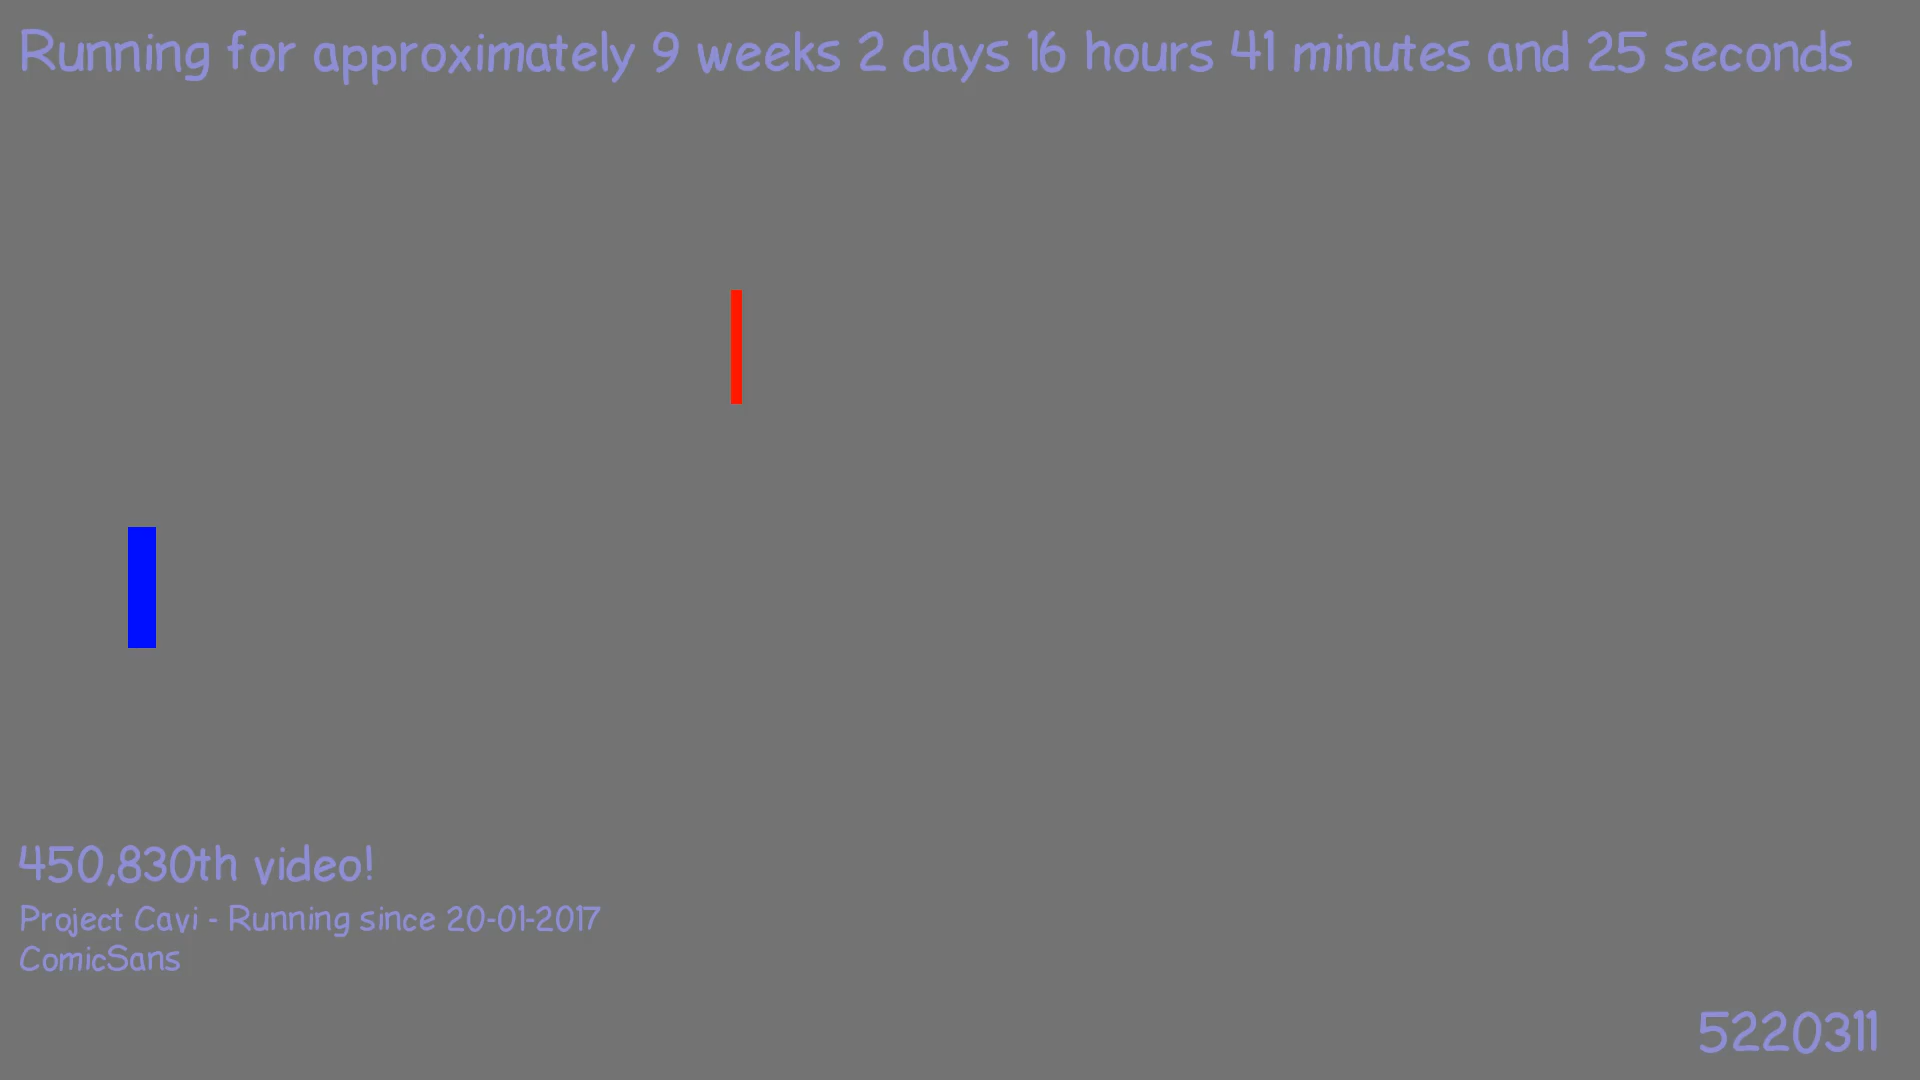 Running for approximately 9 weeks 2 days 16 hours 41 minutes and 25 seconds
450,830th video!
Project Cavi - Running since 20-01-2017
ComicSans
5220311